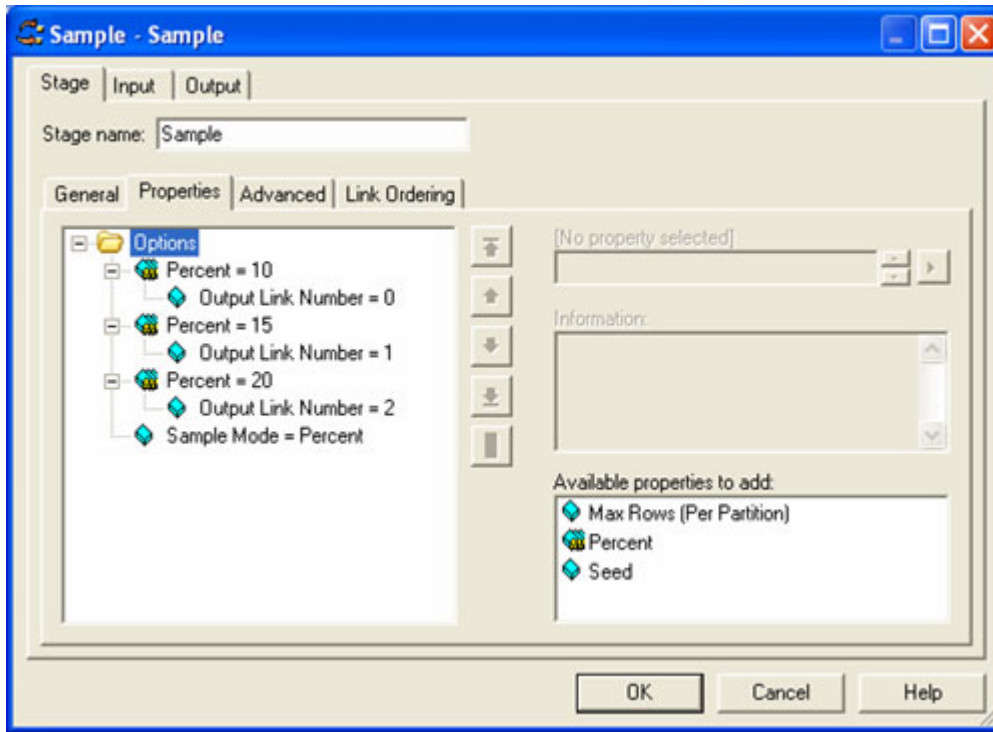 Sample - Sample
Stage Input Output
Stage name: Sample
General Properties Advanced Link Ordering
Options
Percent = 10
Output Link Number = 0
Percent = 15
Output Link Number = 1
Percent = 20
Output Link Number = 2
Sample Mode = Percent
[No property selected]
Information:
Available properties to add:
Max Rows (Per Partition)
Percent
Seed
OK Cancel Help